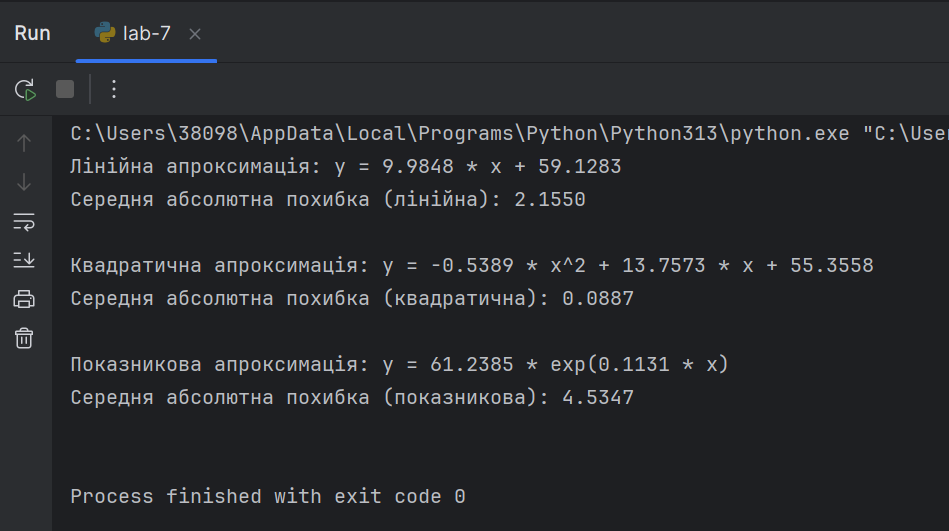 Run lab-7
C:\Users\38098\AppData\Local\Programs\Python\Python313\python.exe "C:\User
Лінійна апроксимація: y = 9.9848 * x + 59.1283
Середня абсолютна похибка (лінійна): 2.1550
Квадратична апроксимація: y = -0.5389 * x^2 + 13.7573 * x + 55.3558
Середня абсолютна похибка (квадратична): 0.0887
Показникова апроксимація: y = 61.2385 * exp(0.1131 * x)
Середня абсолютна похибка (показникова): 4.5347
Process finished with exit code 0